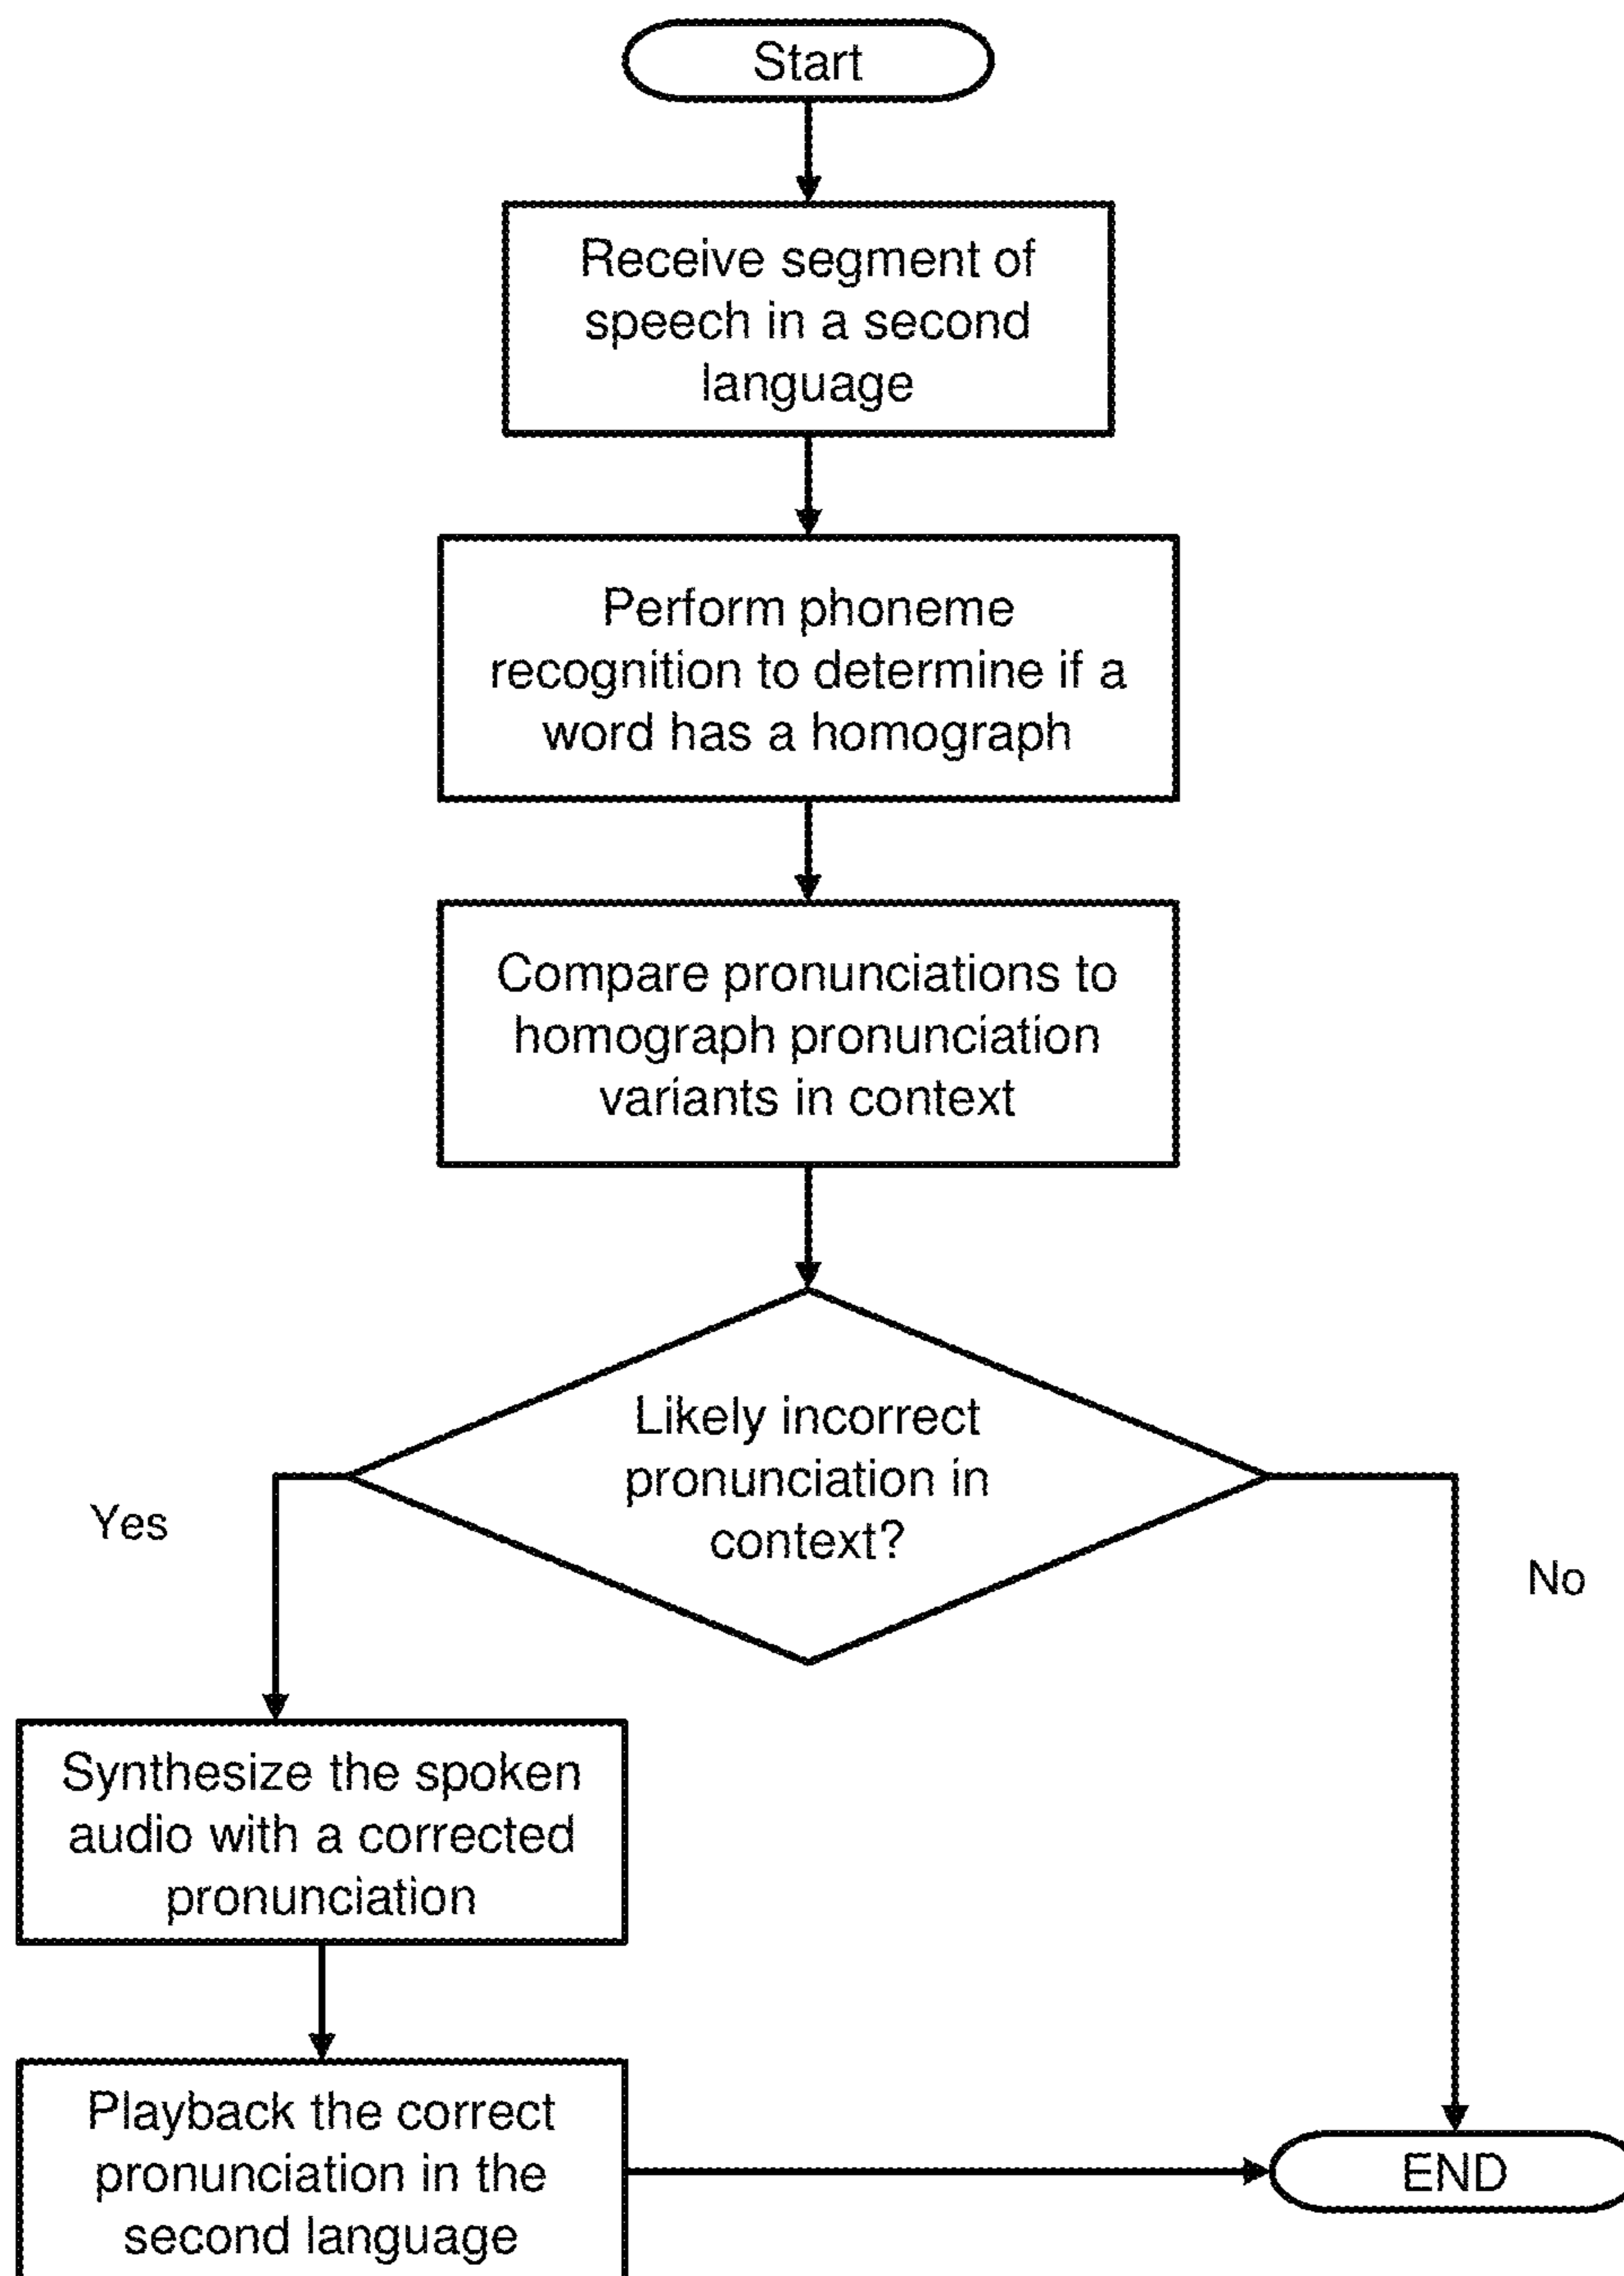 Start
Receive segment of
speech in a second
language
Perform phoneme
recognition to determine if a
word has a homograph
Compare pronunciations to
homograph pronunciation
variants in context
Likely incorrect
pronunciation in
context?
Yes
No
Synthesize the spoken
audio with a corrected
pronunciation
Playback the correct
pronunciation in the
second language
END